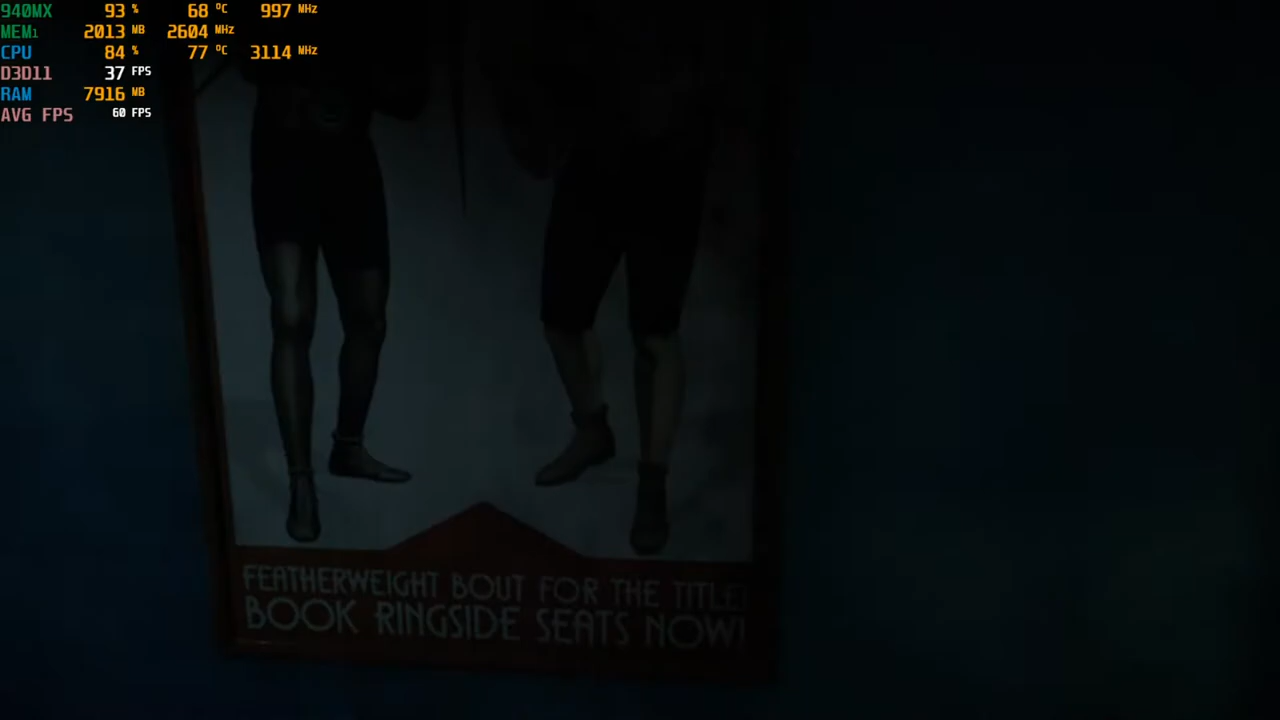 940MX 93 % 68 °C 997 MHz
MEM1 2013 MB 2604 MHz
CPU 84 % 77 °C 3114 MHz
D3D11 37 FPS
RAM 7916 MB
AVG FPS 60 FPS
FEATHERWEIGHT BOUT FOR THE TITLE!
BOOK RINGSIDE SEATS NOW!